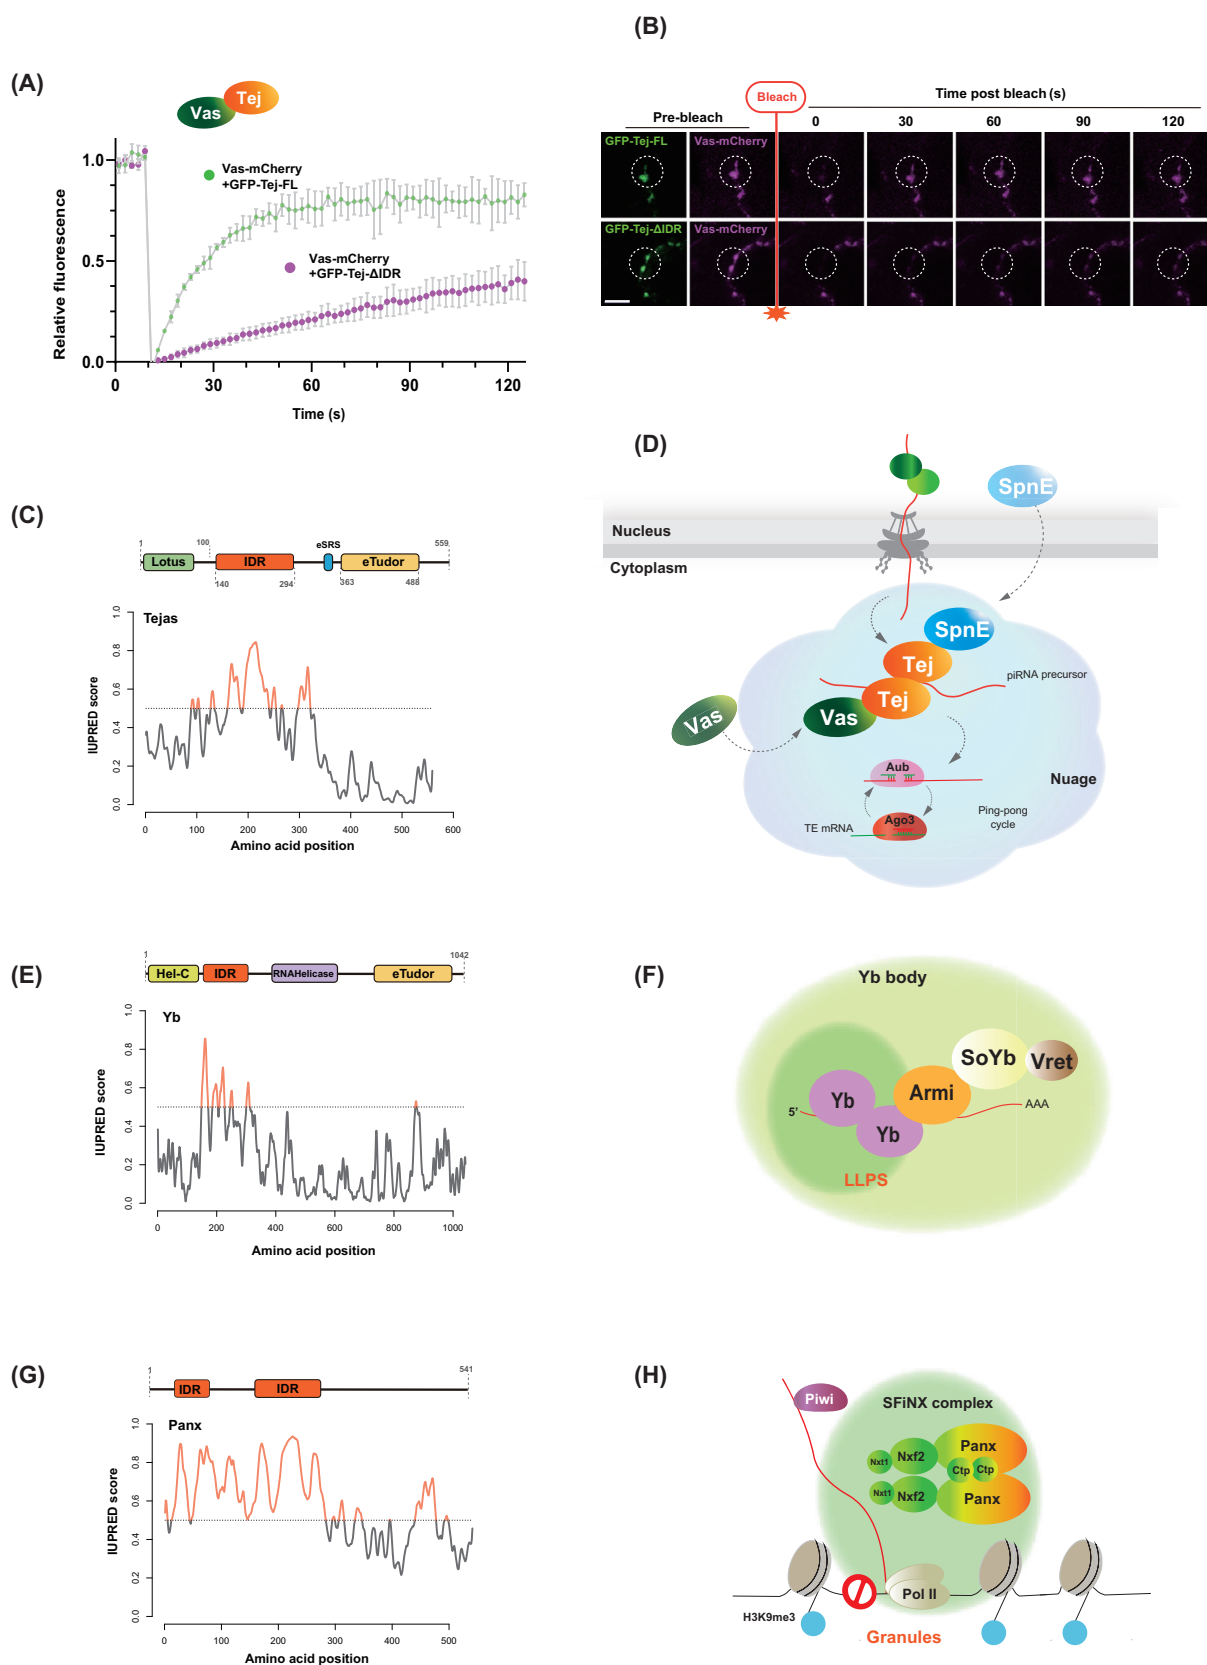 (A)
Vas
Tej
Relative fluorescence
1.0
0.5
0.0
Vas-mCherry
+GFP-Tej-FL
Vas-mCherry
+GFP-Tej-ΔIDR
0 30 60 90 120
Time (s)
(B)
Bleach
Time post bleach (s)
Pre-bleach
0 30 60 90 120
GFP-Tej-FL Vas-mCherry
GFP-Tej-ΔIDR Vas-mCherry
(C)
1 100 eSRS 559
Lotus IDR eTudor
140 294 363 488
Tejas
IUPRED score
1.0
0.8
0.6
0.4
0.2
0.0
0 100 200 300 400 500 600
Amino acid position
(D)
SpnE
Nucleus
Cytoplasm
SpnE
Tej
piRNA precursor
Tej
Vas
Vas
Aub
Nuage
Ago3
Ping-pong
cycle
TE mRNA
(E)
1 1042
Hel-C IDR RNAHelicase eTudor
Yb
IUPRED score
1.0
0.8
0.6
0.4
0.2
0.0
0 200 400 600 800 1000
Amino acid position
(F)
Yb body
SoYb
Vret
Armi
Yb
AAA
5'
Yb
LLPS
(G)
1 541
IDR IDR
Panx
IUPRED score
1.0
0.8
0.6
0.4
0.2
0.0
0 100 200 300 400 500
Amino acid position
(H)
Piwi
SFiNX complex
Panx
Nxt1 Nxf2
Ctp Ctp
Nxt1 Nxf2
Panx
Pol II
H3K9me3
Granules